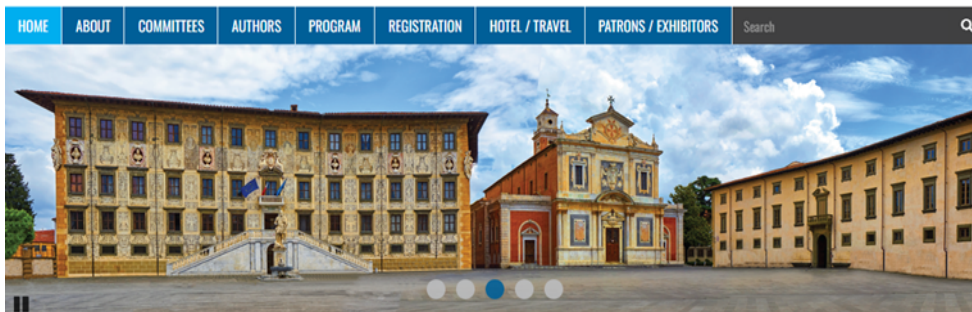 HOME ABOUT COMMITTEES AUTHORS PROGRAM REGISTRATION HOTEL / TRAVEL PATRONS / EXHIBITORS Search